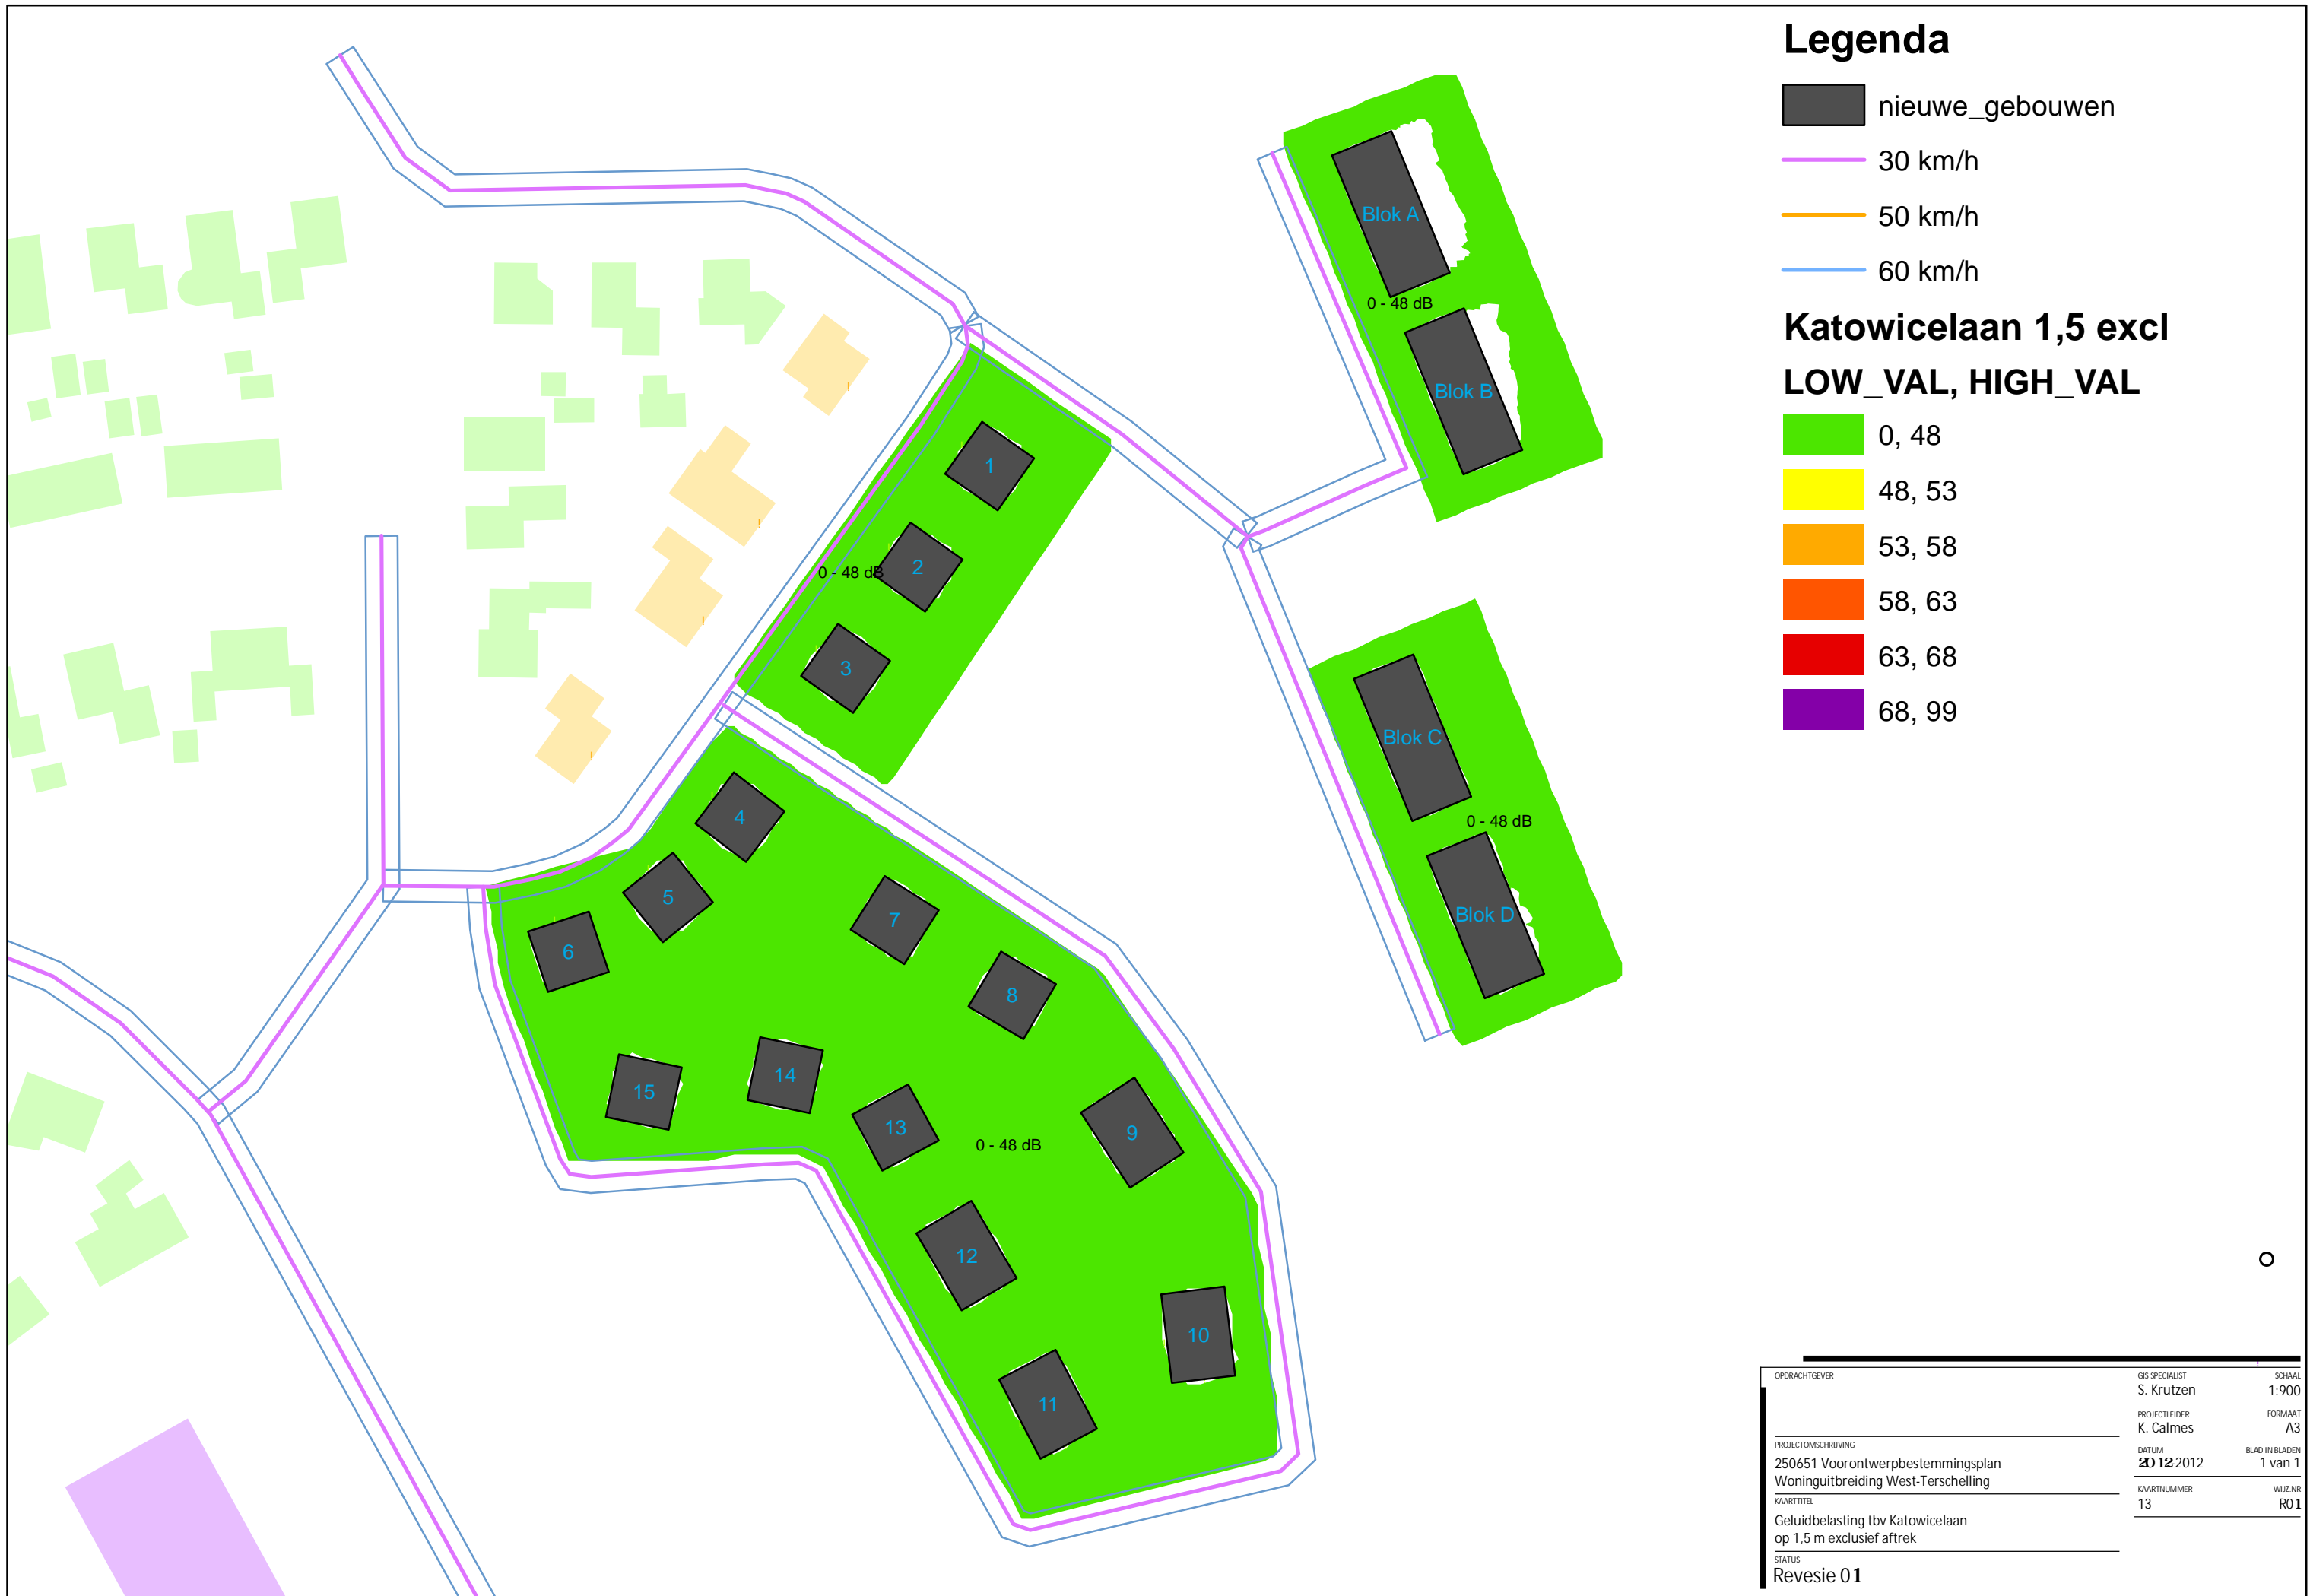 Legenda
nieuwe_gebouwen
30 km/h
50 km/h
60 km/h
Katowicelaan 1,5 excl
LOW_VAL, HIGH_VAL
0, 48
48, 53
53, 58
58, 63
63, 68
68, 99
Blok A
0 - 48 dB
Blok B
1
2
0 - 48 dB
3
Blok C
0 - 48 dB
Blok D
4
5
6
7
8
9
10
11
12
13
14
15
0 - 48 dB
OPDRACHTGEVER
PROJECTOMSCHRIJVING
250651 Voorontwerpbestemmingsplan
Woninguitbreiding West-Terschelling
KAARTTITEL
Geluidbelasting tbv Katowicelaan
op 1,5 m exclusief aftrek
STATUS
Revesie 01
GIS SPECIALIST
S. Krutzen
SCHAAL
1:900
PROJECTLEIDER
K. Calmes
FORMAAT
A3
DATUM
20-12-2012
BLAD IN BLADEN
1 van 1
KAARTNUMMER
13
WIJZ.NR
R01